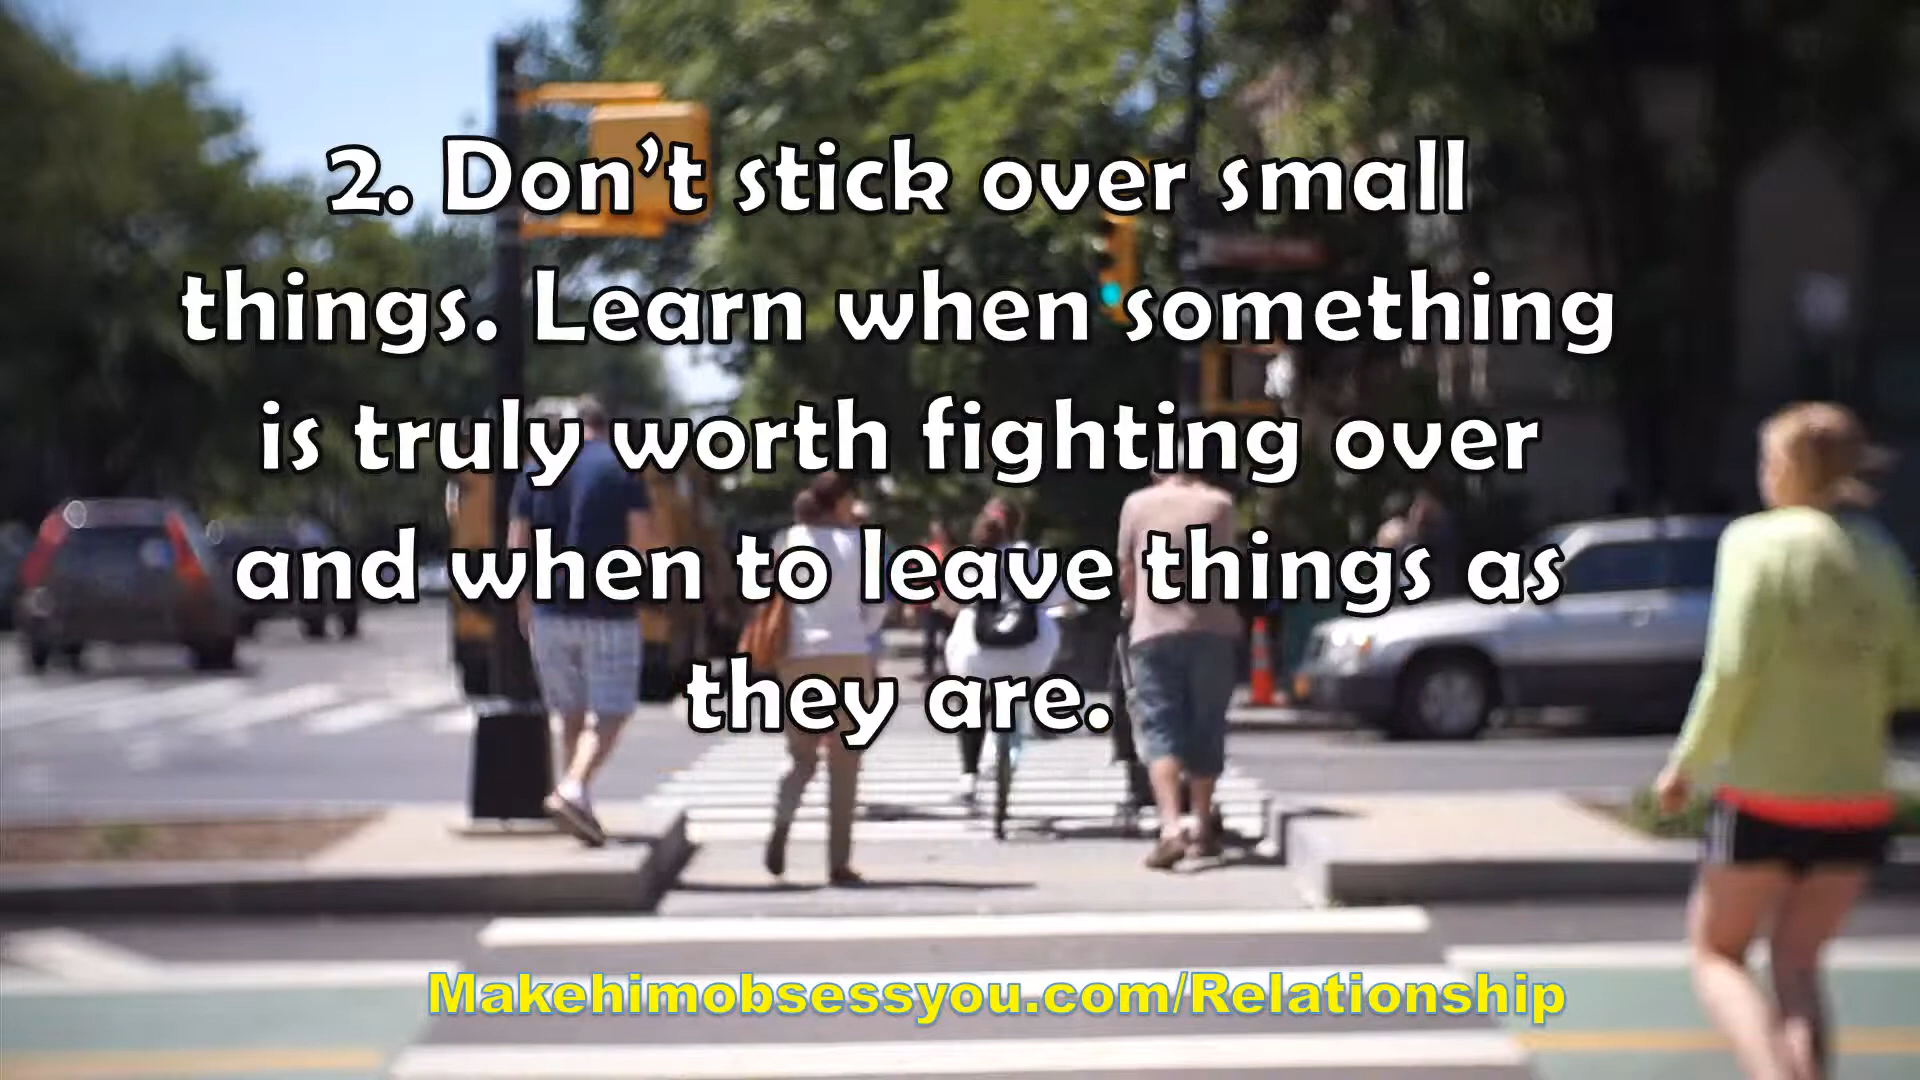 2. Don’t stick over small
things. Learn when something
is truly worth fighting over
and when to leave things as
they are.
Makehimobsessyou.com/Relationship